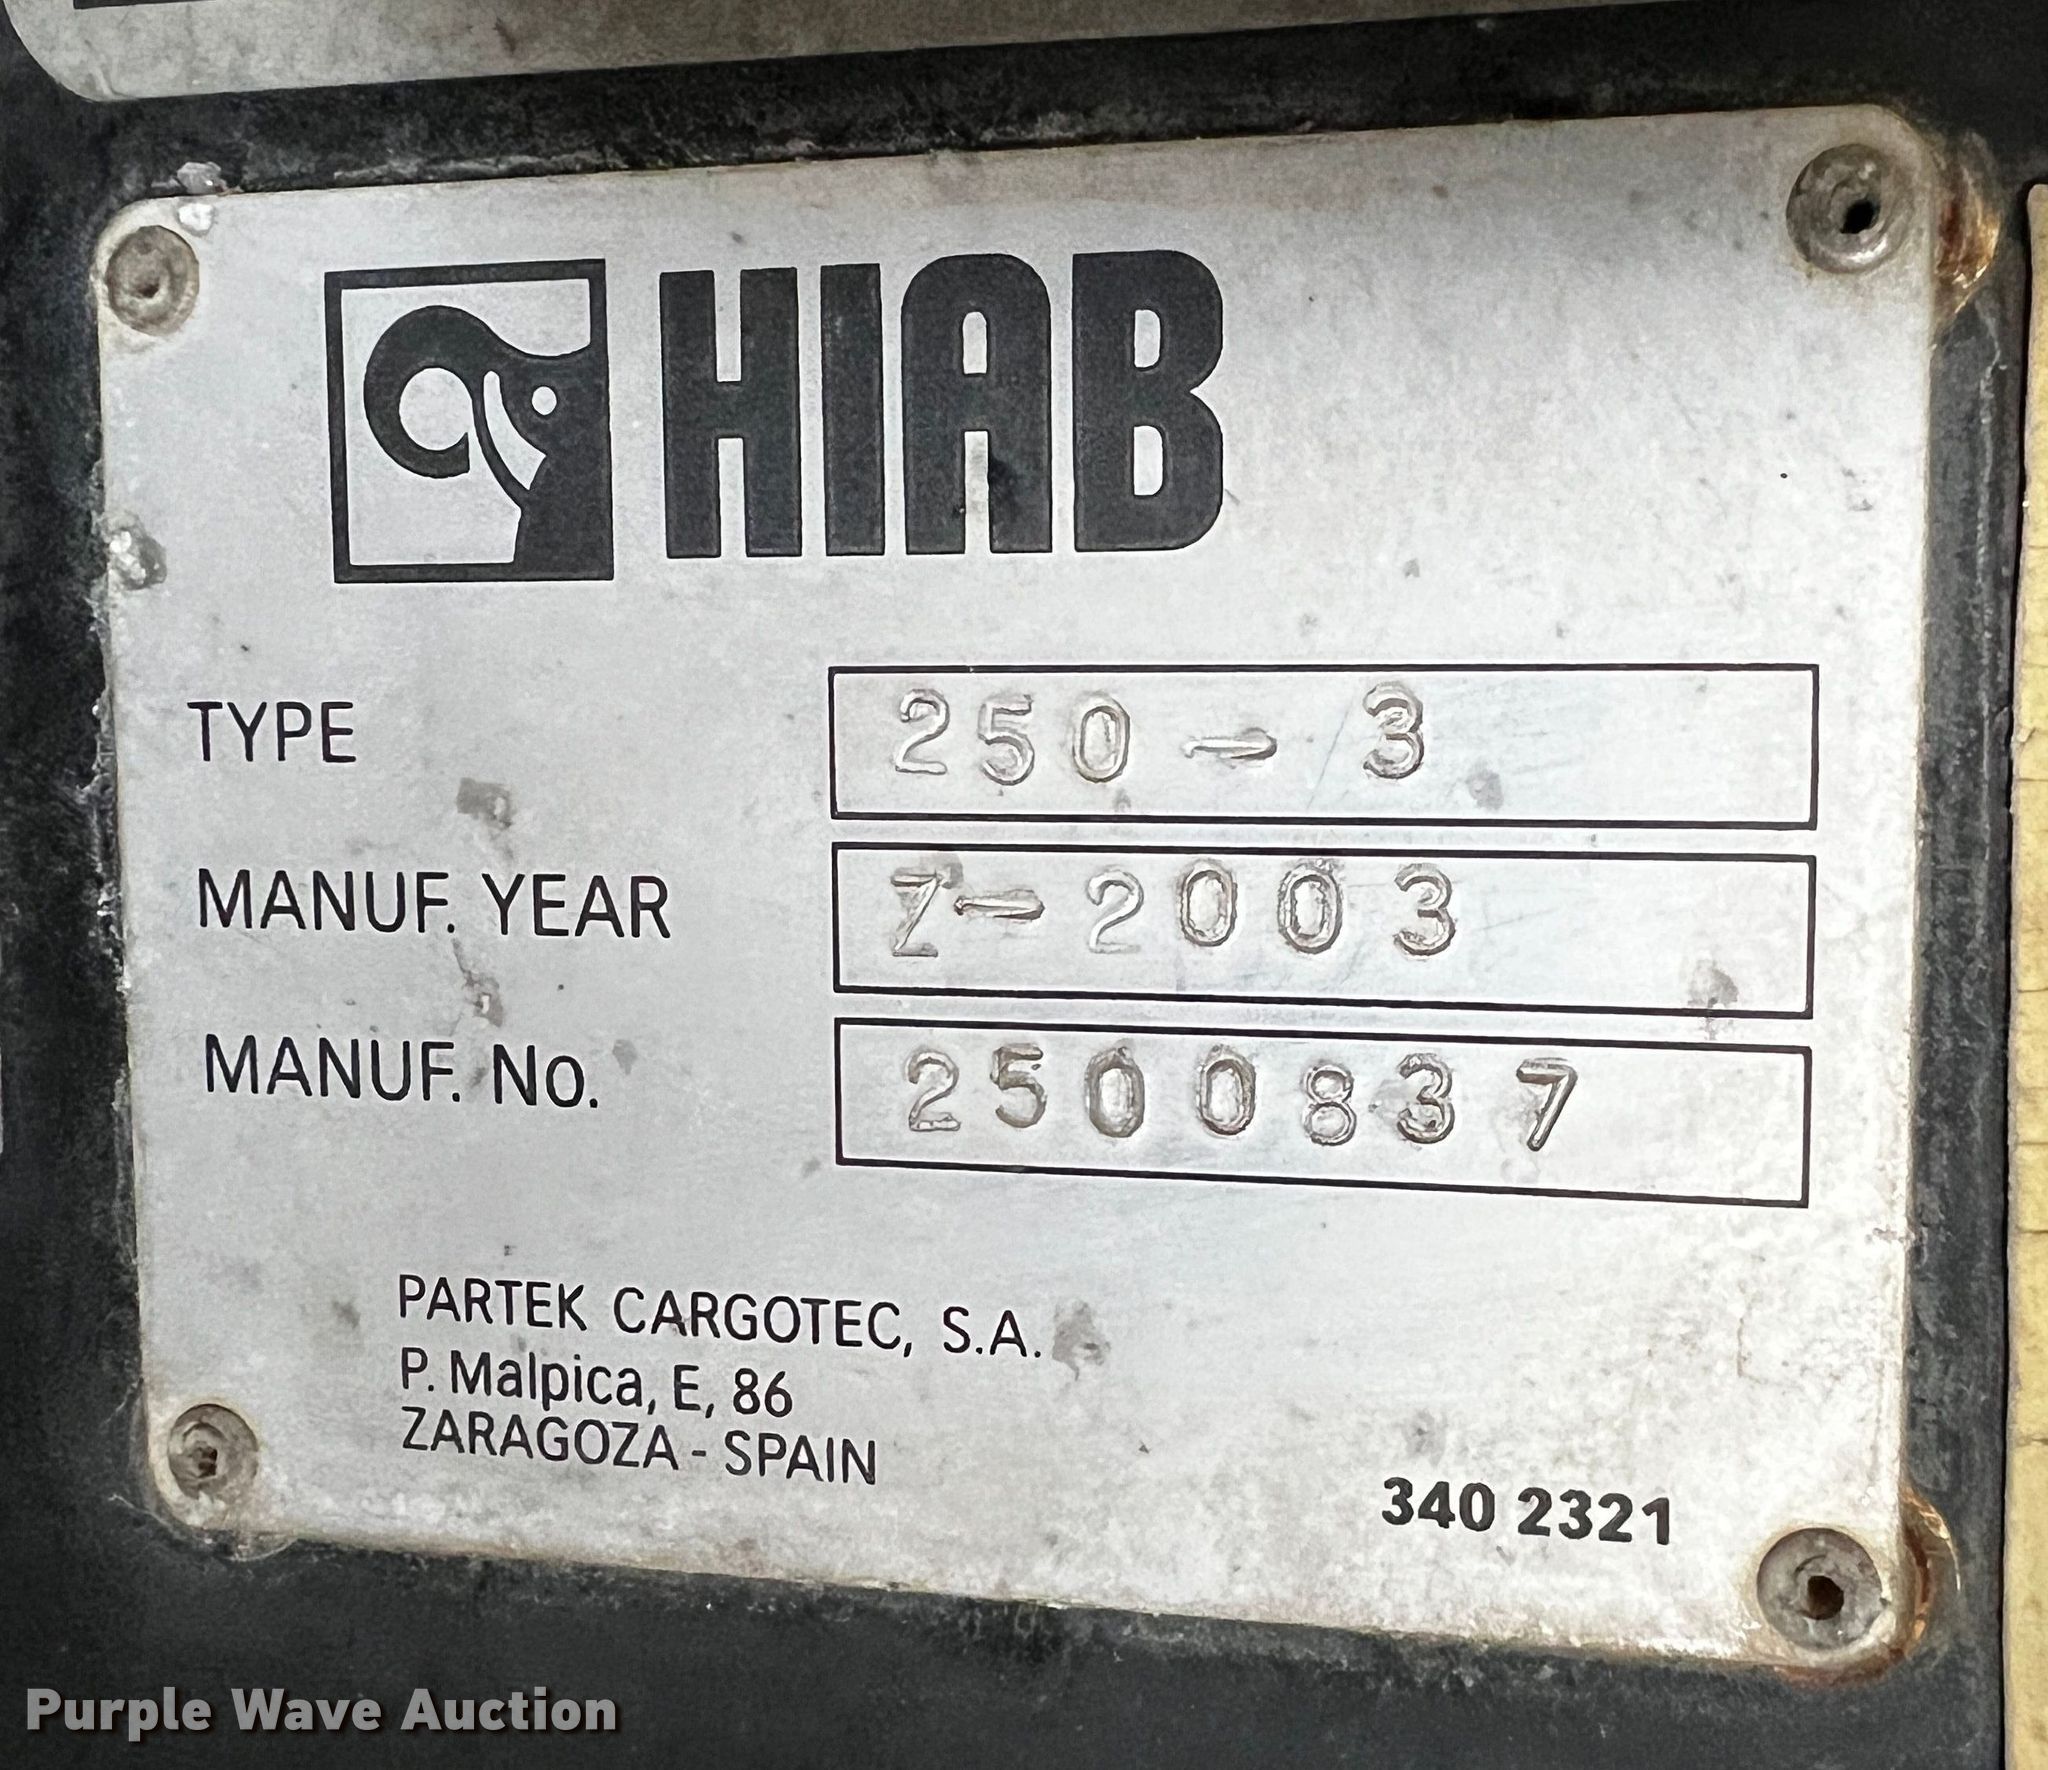 HIAB
TYPE 250-3
MANUF. YEAR Z-2003
MANUF. No. 2500837
PARTEK CARGOTEC, S.A.
P. Malpica, E, 86
ZARAGOZA - SPAIN
340 2321
Purple Wave Auction